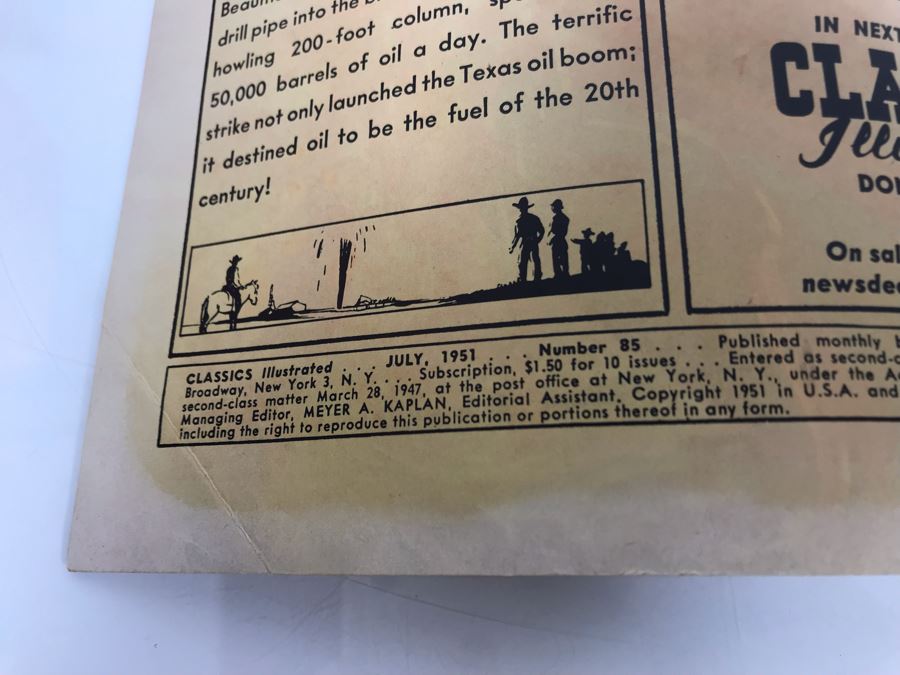 drill pipe into the
howling 200-foot column,
50,000 barrels of oil a day. The terrific
strike not only launched the Texas oil boom;
it destined oil to be the fuel of the 20th
century!
IN NEXT
CLA
Illu
DON
On sal
newsdea
CLASSICS Illustrated . . . JULY, 1951 . . . Number 85 . . . Published monthly b
Broadway, New York 3, N. Y. . . . Subscription, $1.50 for 10 issues . . . Entered as second-c
second-class matter March 28, 1947, at the post office at New York, N. Y., under the Ac
Managing Editor, MEYER A. KAPLAN, Editorial Assistant. Copyright 1951 in U.S.A. and
including the right to reproduce this publication or portions thereof in any form.